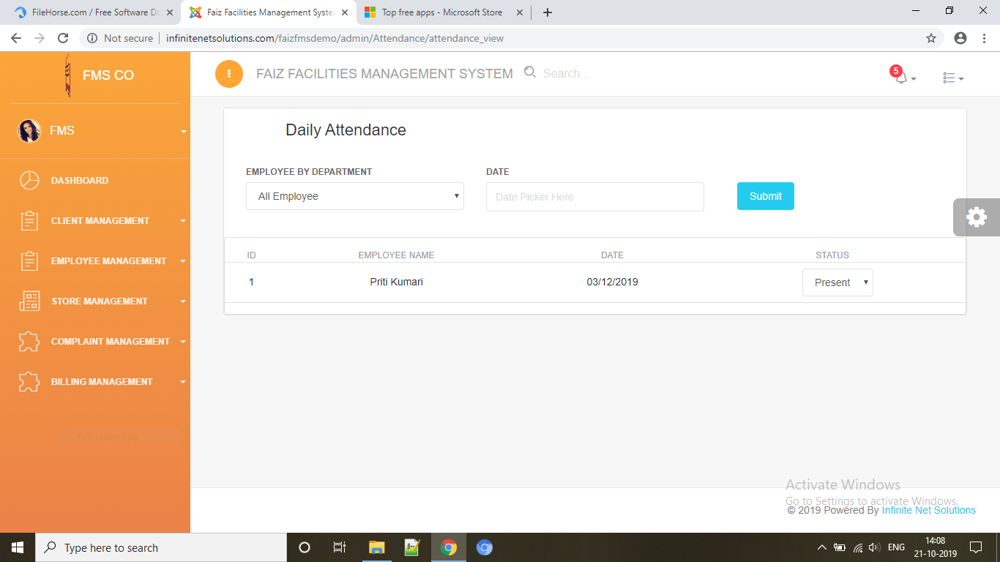 FileHorse.com / Free Software Do
Faiz Facilities Management Syster
Top free apps - Microsoft Store
Not secure
infinitenetsolutions.com/faizfmsdemo/admin/Attendance/attendance_view
FMS CO
FAIZ FACILITIES MANAGEMENT SYSTEM
Search...
5
FMS
DASHBOARD
CLIENT MANAGEMENT
EMPLOYEE MANAGEMENT
STORE MANAGEMENT
COMPLAINT MANAGEMENT
BILLING MANAGEMENT
Full-screen Snip
Daily Attendance
EMPLOYEE BY DEPARTMENT
DATE
All Employee
Date Picker Here
Submit
ID EMPLOYEE NAME DATE STATUS
1 Priti Kumari 03/12/2019 Present
Activate Windows
Go to Settings to activate Windows.
© 2019 Powered By Infinite Net Solutions
Type here to search
ENG
14:08
21-10-2019